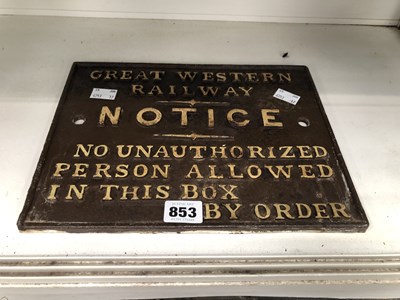 GREAT WESTERN
RAILWAY
NOTICE
NO UNAUTHORIZED
PERSON ALLOWED
IN THIS BOX
BY ORDER
853